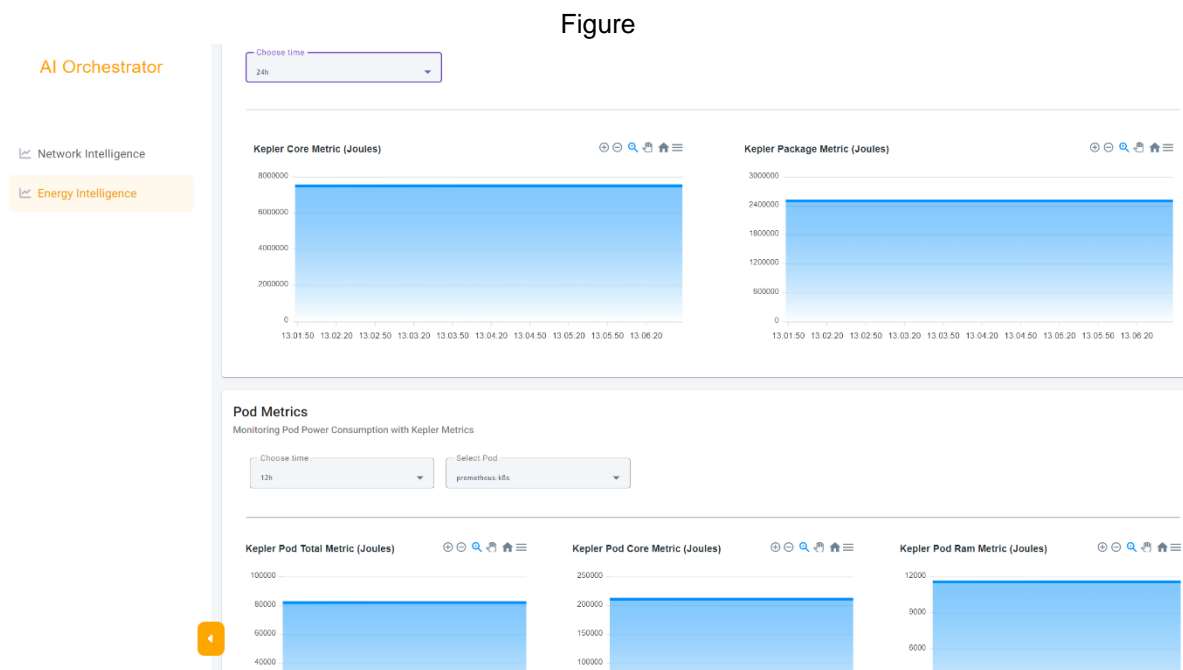 Figure
AI Orchestrator
Network Intelligence
Energy Intelligence
Choose time
24h
Kepler Core Metric (Joules)
8000000
6000000
4000000
2000000
0
13.01.50 13.02.20 13.02.50 13.03.20 13.03.50 13.04.20 13.04.50 13.05.20 13.05.50 13.06.20
Kepler Package Metric (Joules)
3000000
2400000
1800000
1200000
600000
0
13.01.50 13.02.20 13.02.50 13.03.20 13.03.50 13.04.20 13.04.50 13.05.20 13.05.50 13.06.20
Pod Metrics
Monitoring Pod Power Consumption with Kepler Metrics
Choose time
12h
Select Pod
prometheus-k8s
Kepler Pod Total Metric (Joules)
100000
80000
60000
40000
Kepler Pod Core Metric (Joules)
250000
200000
150000
100000
Kepler Pod Ram Metric (Joules)
12000
9000
6000